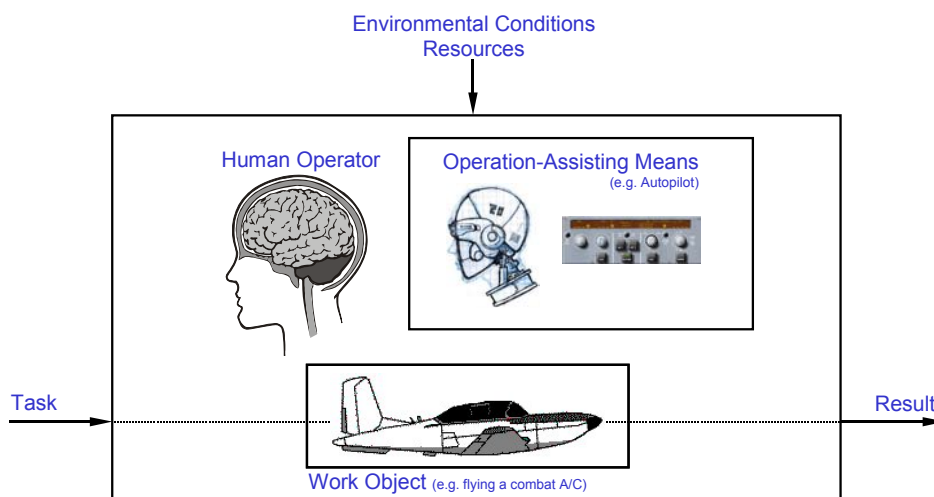 Environmental Conditions
Resources
Human Operator
Operation-Assisting Means
(e.g. Autopilot)
Task
Result
Work Object (e.g. flying a combat A/C)